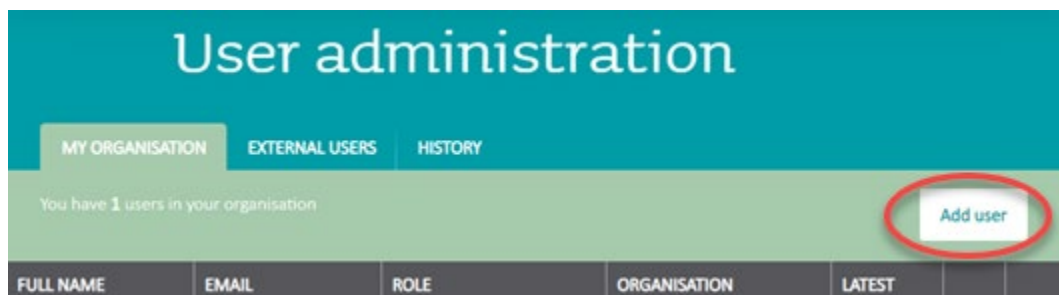 User administration
MY ORGANISATION EXTERNAL USERS HISTORY
You have 1 users in your organisation Add user
FULL NAME EMAIL ROLE ORGANISATION LATEST